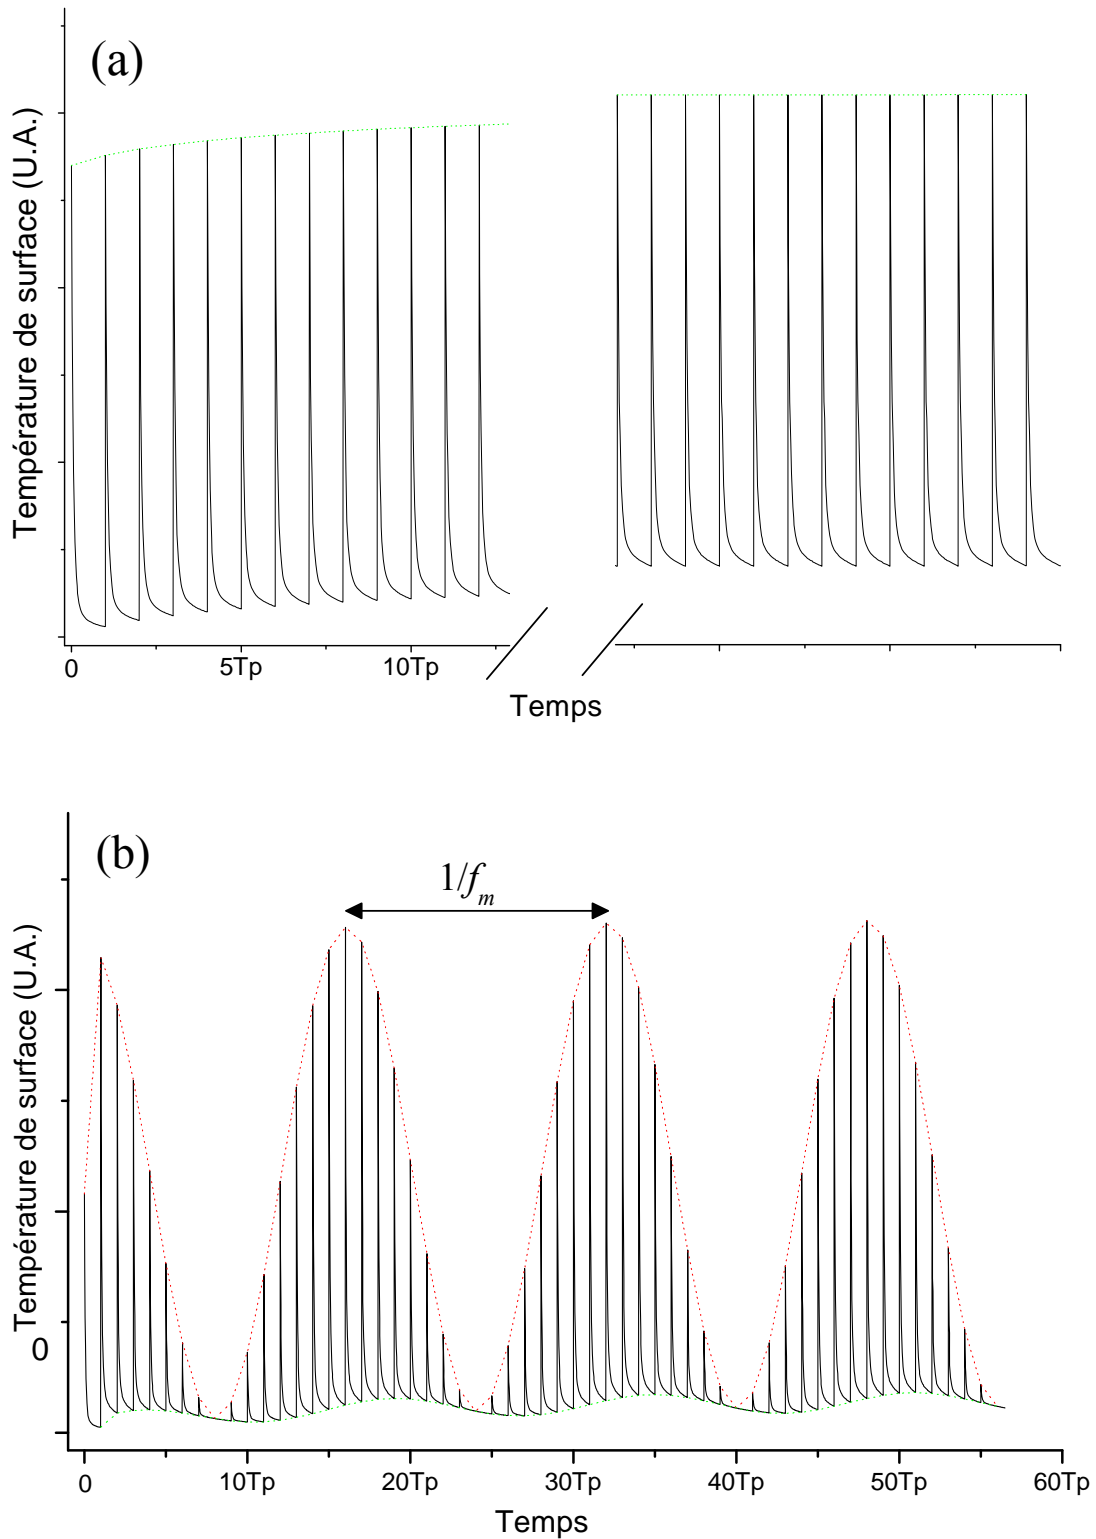 (a)
Température de surface (U.A.)
0 5Tp 10Tp
Temps
(b)
1/fm
Température de surface (U.A.)
0
0 10Tp 20Tp 30Tp 40Tp 50Tp 60Tp
Temps